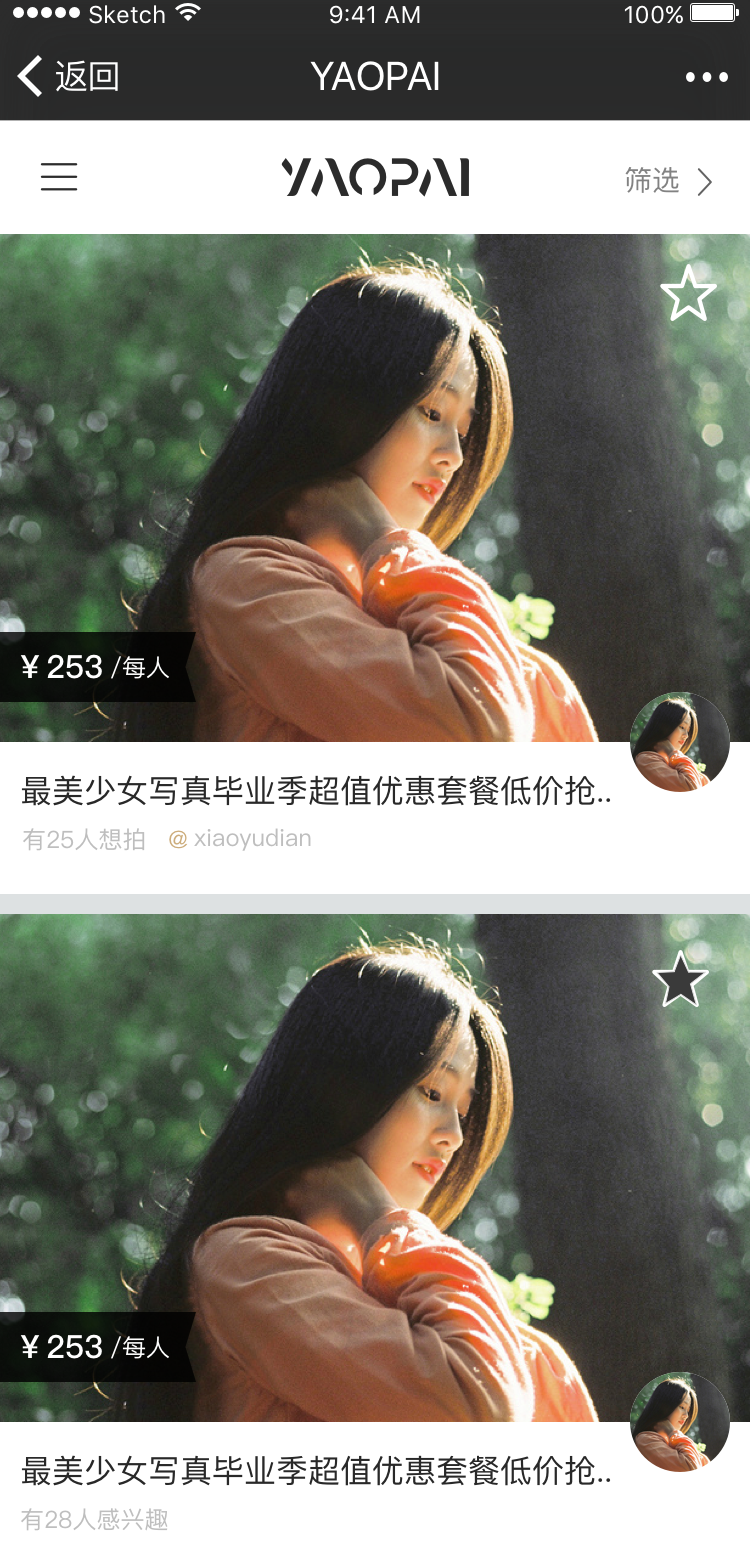 Sketch 9:41 AM 100%
返回 YAOPAI
YAOPAI 筛选
¥ 253 /每人
最美少女写真毕业季超值优惠套餐低价抢..
有25人想拍 @ xiaoyudian
¥ 253 /每人
最美少女写真毕业季超值优惠套餐低价抢..
有28人感兴趣